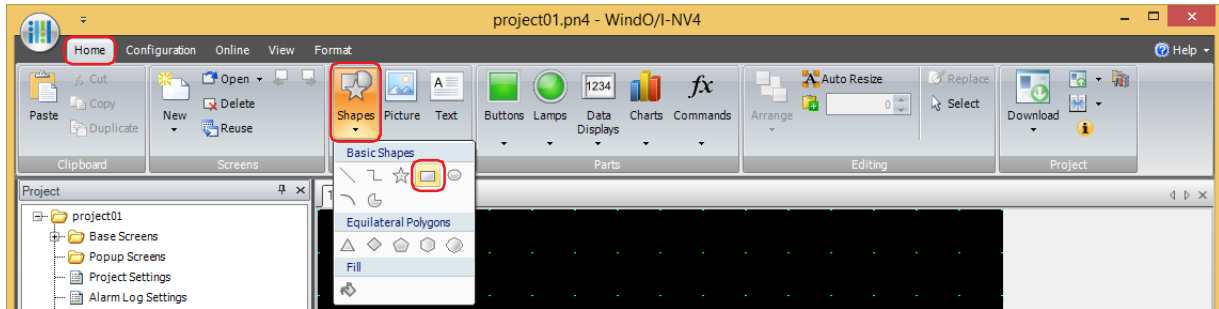 project01.pn4 - WindO/I-NV4
Home Configuration Online View Format Help
Cut Open Auto Resize Replace
Copy Delete 1234 fx 0 Select
Paste Duplicate New Reuse Shapes Picture Text Buttons Lamps Data Displays Charts Commands Arrange Download
Clipboard Screens Parts Editing Project
Basic Shapes
Project 1
project01
Equilateral Polygons
Base Screens
Popup Screens
Fill
Project Settings
Alarm Log Settings